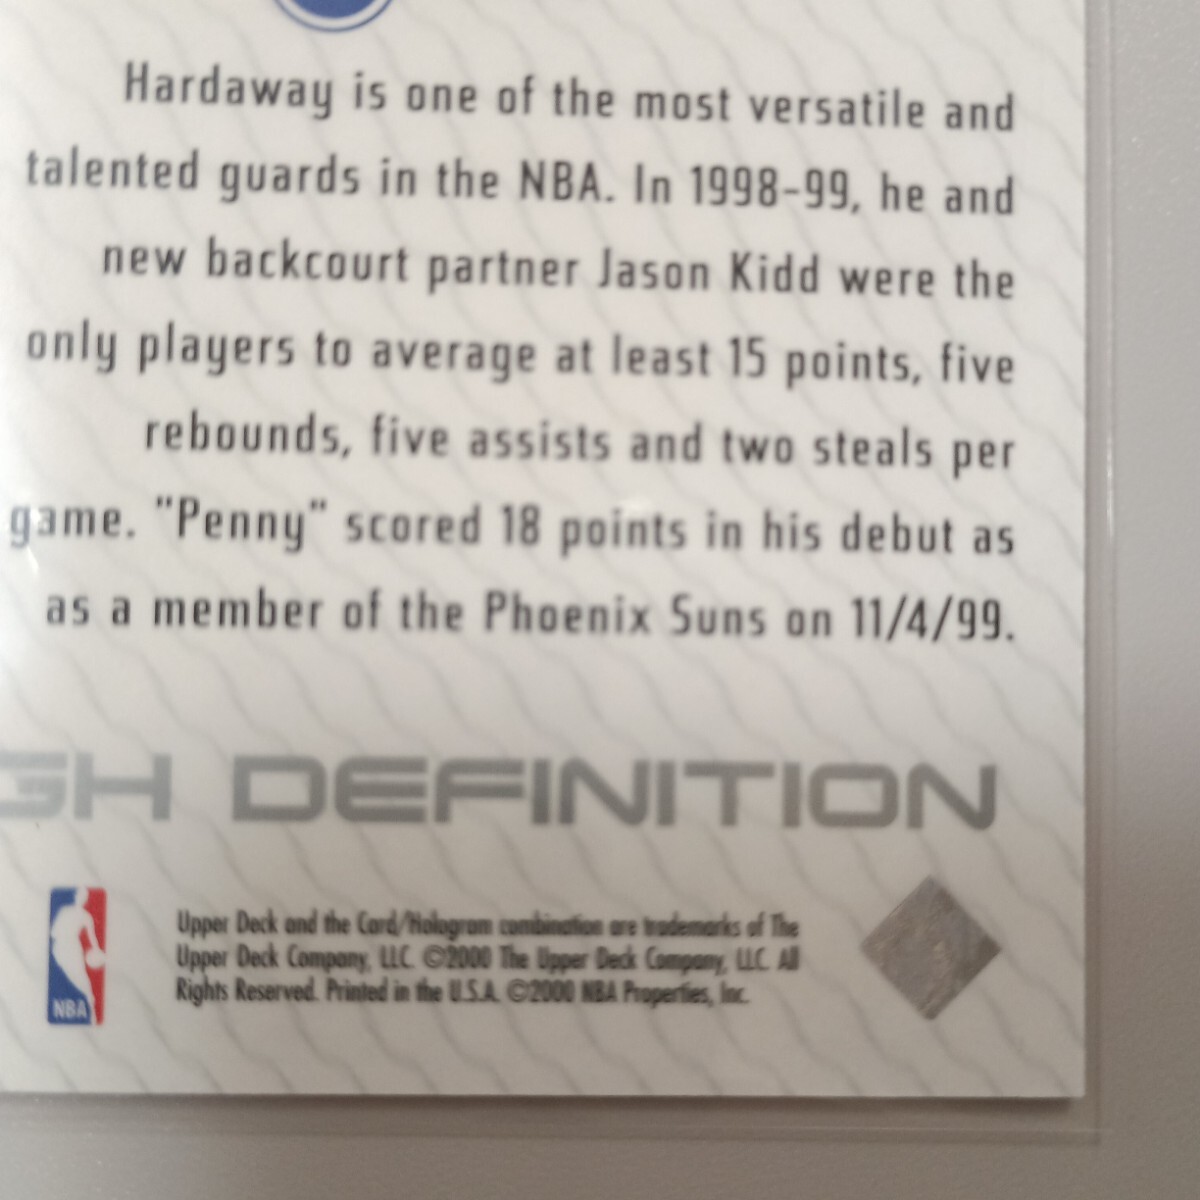 Hardaway is one of the most versatile and
talented guards in the NBA. In 1998-99, he and
new backcourt partner Jason Kidd were the
only players to average at least 15 points, five
rebounds, five assists and two steals per
game. "Penny" scored 18 points in his debut as
as a member of the Phoenix Suns on 11/4/99.
GH DEFINITION
NBA
Upper Deck and the Card/Hologram combination are trademarks of The
Upper Deck Company, LLC. ©2000 The Upper Deck Company, LLC. All
Rights Reserved. Printed in the U.S.A. ©2000 NBA Properties, Inc.